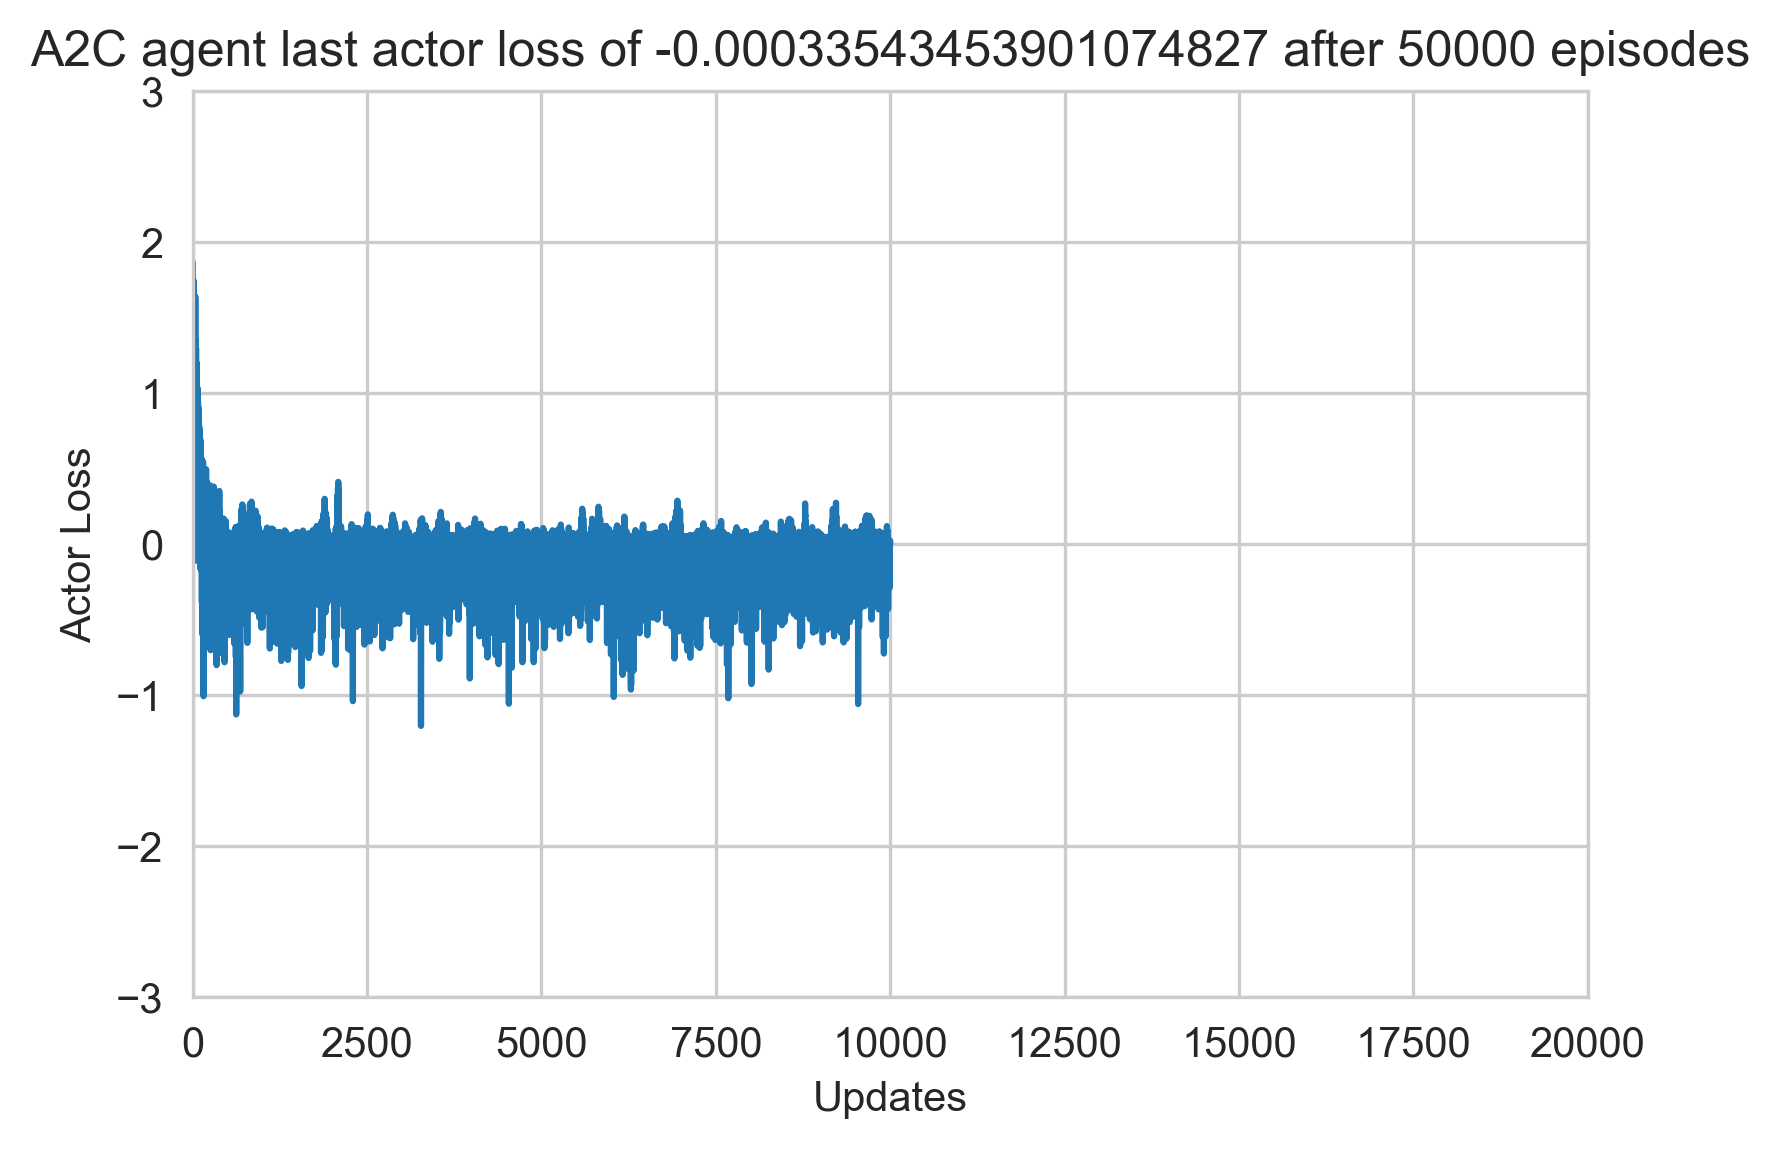 A2C agent last actor loss of -0.000335434453901074827 after 50000 episodes
3
2
1
0
−1
−2
−3
Actor Loss
0 2500 5000 7500 10000 12500 15000 17500 20000
Updates